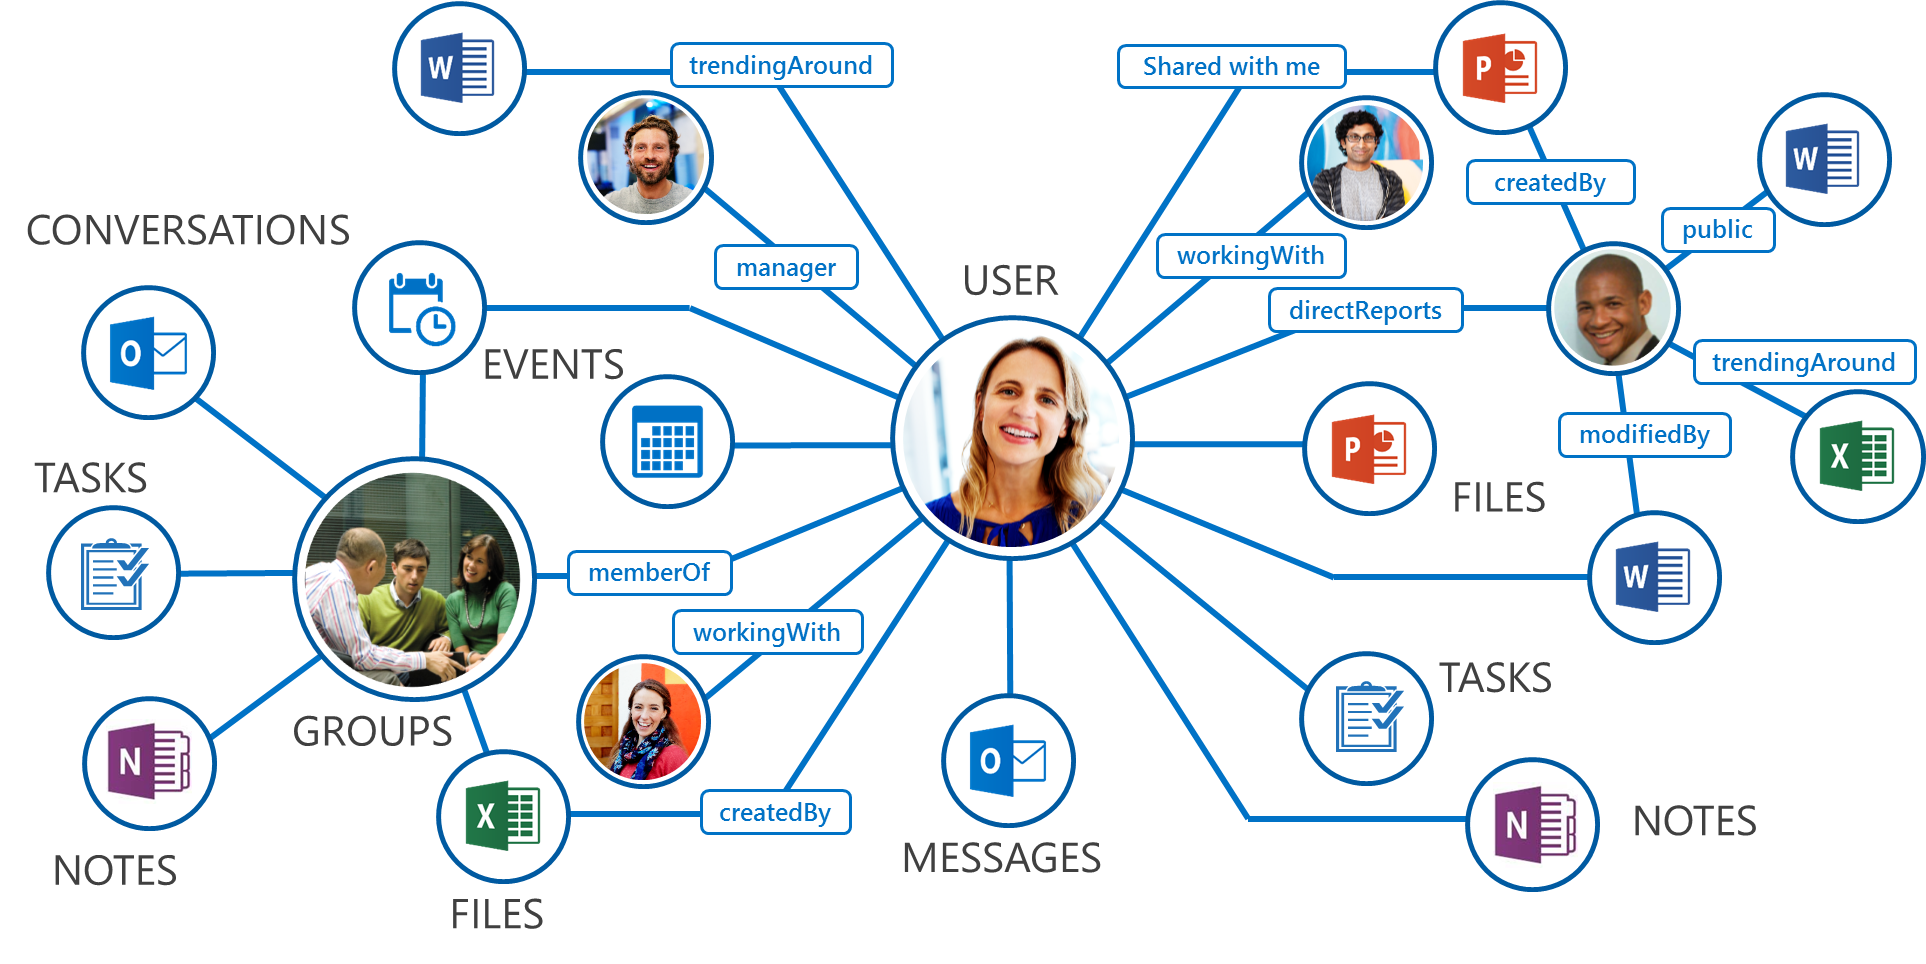 W
trendingAround
Shared with me
P
createdBy
W
public
CONVERSATIONS
manager
workingWith
USER
directReports
O
EVENTS
trendingAround
modifiedBy
P
X
TASKS
FILES
memberOf
W
workingWith
TASKS
GROUPS
N
O
X
createdBy
N
NOTES
MESSAGES
NOTES
FILES